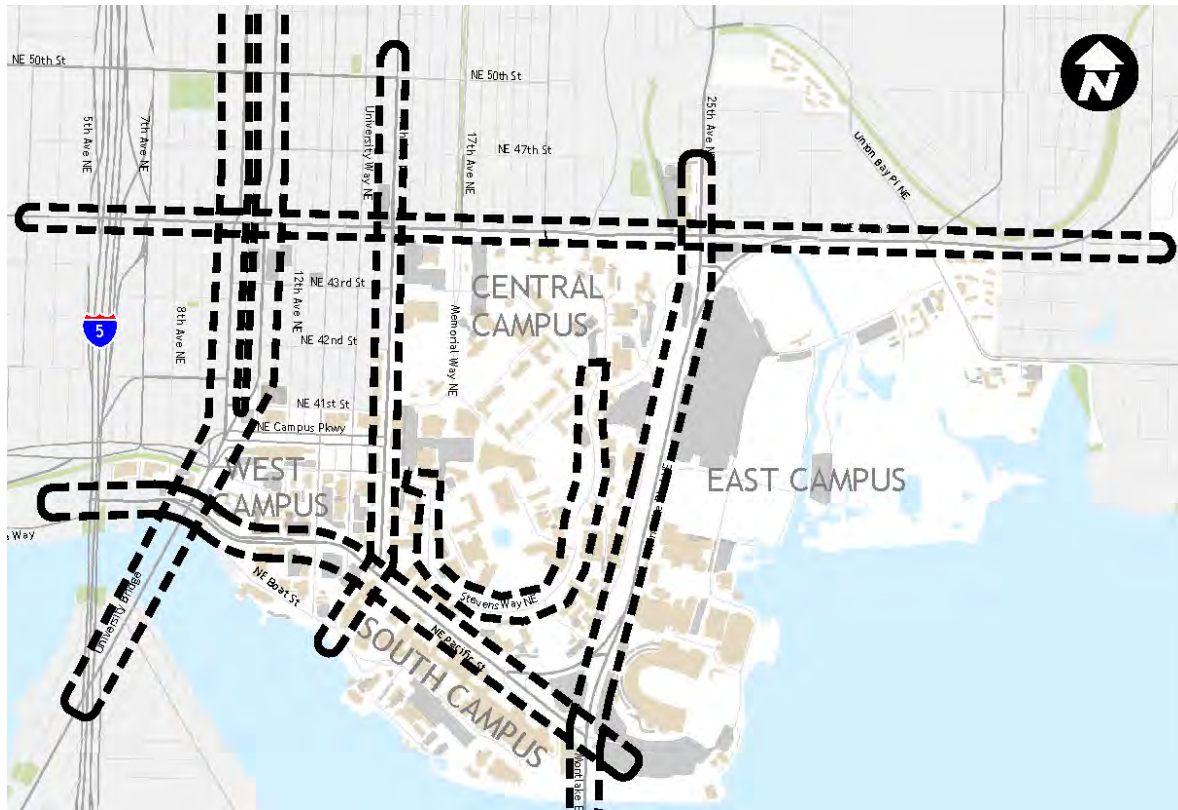 NE 50th St
NE 50th St
N
5th Ave NE
7th Ave NE
University Way NE
17th Ave NE
NE 47th St
25th Ave NE
Union Bay Pl NE
5
8th Ave NE
12th Ave NE
NE 43rd St
NE 42nd St
NE 41st St
NE Campus Pkwy
Memorial Way NE
CENTRAL
CAMPUS
WEST
CAMPUS
EAST CAMPUS
Way
University Bridge
NE Boat St
Stevens Way NE
NE Pacific St
SOUTH CAMPUS
Montlake